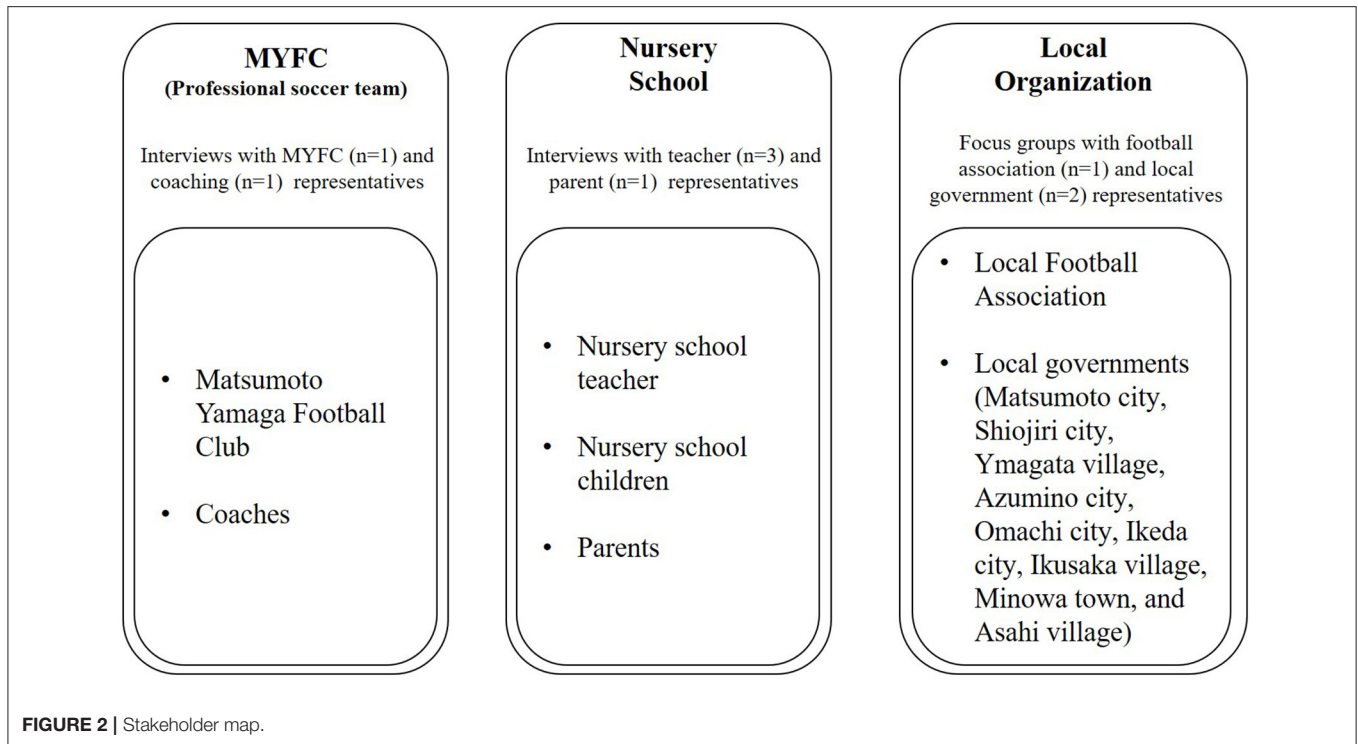 MYFC
(Professional soccer team)
Interviews with MYFC (n=1) and
coaching (n=1) representatives
• Matsumoto
Yamaga Football
Club
• Coaches
Nursery
School
Interviews with teacher (n=3) and
parent (n=1) representatives
• Nursery school
teacher
• Nursery school
children
• Parents
Local
Organization
Focus groups with football
association (n=1) and local
government (n=2) representatives
• Local Football
Association
• Local governments
(Matsumoto city,
Shiojiri city,
Ymagata village,
Azumino city,
Omachi city, Ikeda
city, Ikusaka village,
Minowa town, and
Asahi village)
FIGURE 2 | Stakeholder map.